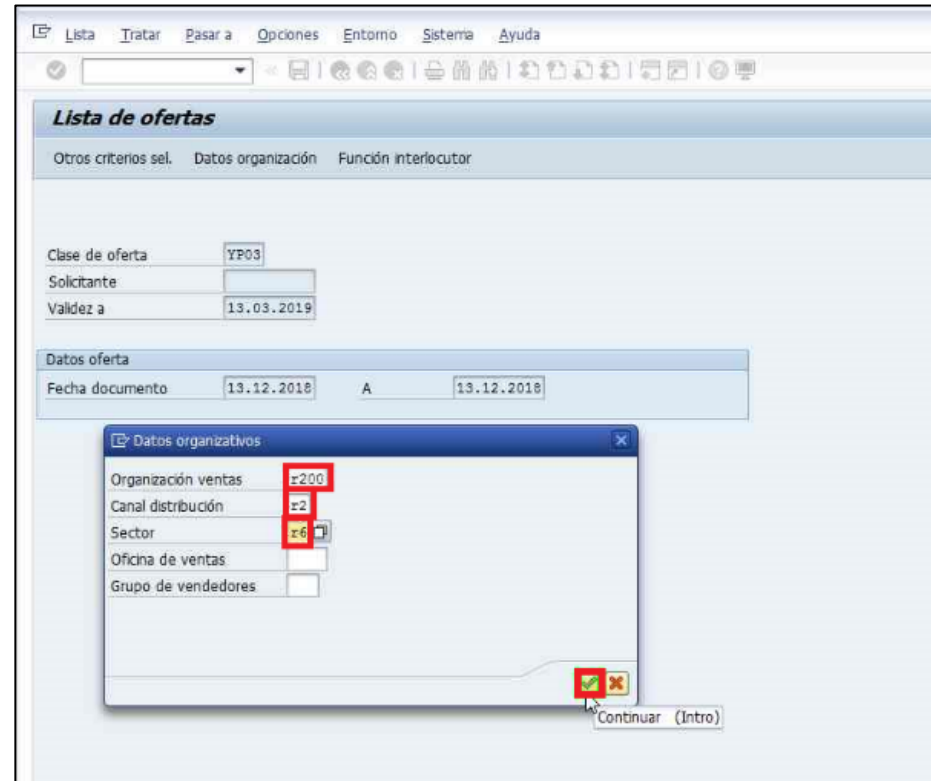 Lista Tratar Pasar a Opciones Entorno Sistema Ayuda
Lista de ofertas
Otros criterios sel. Datos organización Función interlocutor
Clase de oferta YP03
Solicitante
Validez a 13.03.2019
Datos oferta
Fecha documento 13.12.2018 A 13.12.2018
Datos organizativos
Organización ventas r200
Canal distribución r2
Sector r6
Oficina de ventas
Grupo de vendedores
Continuar (Intro)